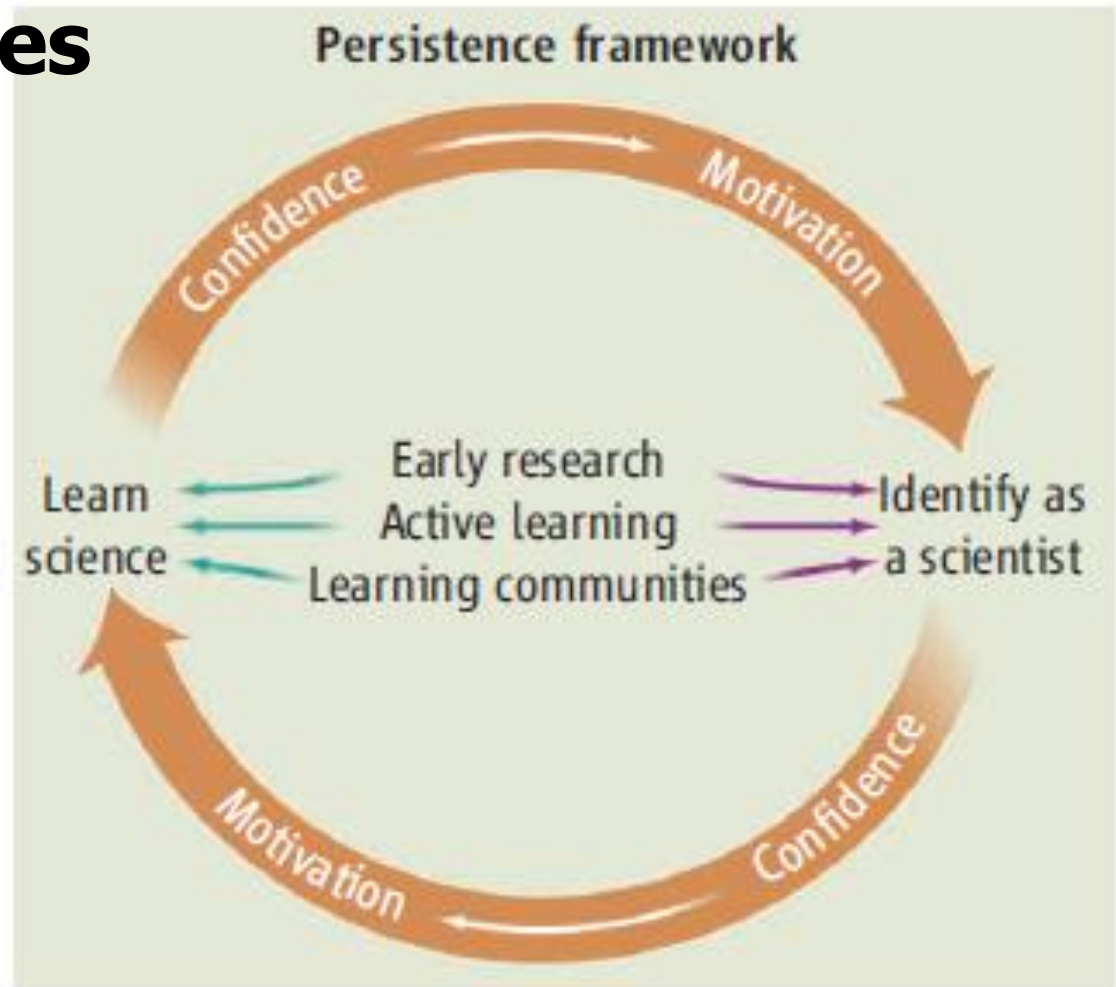 es
Persistence framework
Confidence
Motivation
Learn
science
Early research
Active learning
Learning communities
Identify as
a scientist
Motivation
Confidence